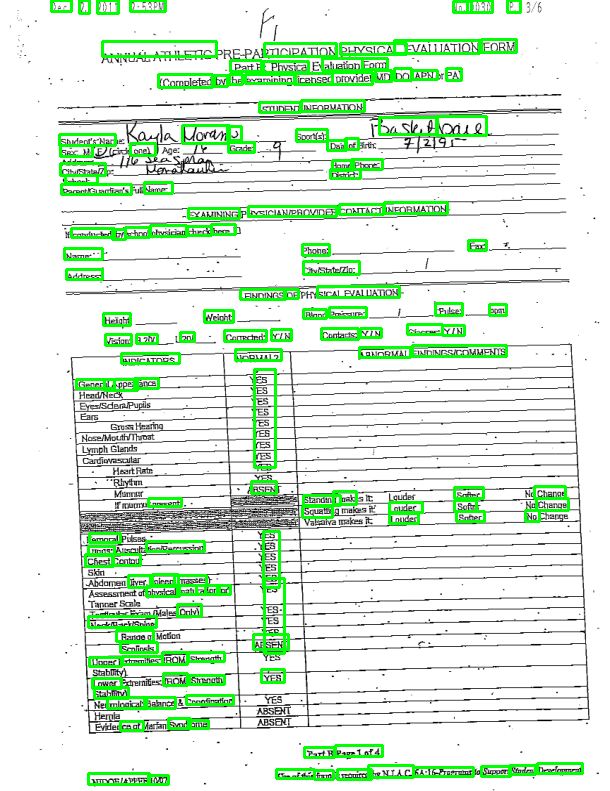 Dec. 7. 2011 2:53PM No. 1030 P. 3/6
ANNUAL ATHLETIC PRE-PARTICIPATION PHYSICAL EVALUATION FORM
Part B: Physical Evaluation Form
(Completed by the examining licensed provider MD, DO, APN or PA)
STUDENT INFORMATION
Student's Name: Kayla Sport(s): Basketball
Sex: M F (circle one) Age: 16 Grade: 9 Date of Birth: 7/2/95
Address: 116 Home Phone:
City/State/Zip: District:
School:
Parent/Guardian's Full Name:
EXAMINING PHYSICIAN/PROVIDER CONTACT INFORMATION
If conducted by school physician check here
Name: Phone: Fax:
Address: City/State/Zip:
FINDINGS OF PHYSICAL EVALUATION
Height Weight: Blood Pressure: / Pulse: bpm
Vision: R 20/ L 20/ Corrected: Y / N Contacts: Y / N Glasses: Y / N
INDICATORS NORMAL? ABNORMAL FINDINGS/COMMENTS
General Appearance YES
Head/Neck YES
Eyes/Sclera/Pupils YES
Ears YES
Gross Hearing YES
Nose/Mouth/Throat YES
Lymph Glands YES
Cardiovascular YES
Heart Rate YES
Rhythm YES
Murmur ABSENT
If murmur present Standing makes it: Louder Softer No Change
Squatting makes it: Louder Softer No Change
Valsalva makes it: Louder Softer No Change
Femoral Pulses YES
Lungs: Auscultation/Percussion YES
Chest Contour YES
Skin YES
Abdomen (liver, spleen, masses) YES
Assessment of physical maturation or YES
Tanner Scale
Testicular Exam (Males Only) YES
Neck/Back/Spine YES
Range of Motion YES
Scoliosis ABSENT
Upper Extremities: (ROM, Strength, YES
Stability)
Lower Extremities: (ROM, Strength, YES
Stability)
Neurological: Balance & Coordination YES
Hernia ABSENT
Evidence of Marfan Syndrome ABSENT
Part B Page 1 of 4
Use of this form is required by N.J.A.C. 6A:16-Programs to Support Student Development